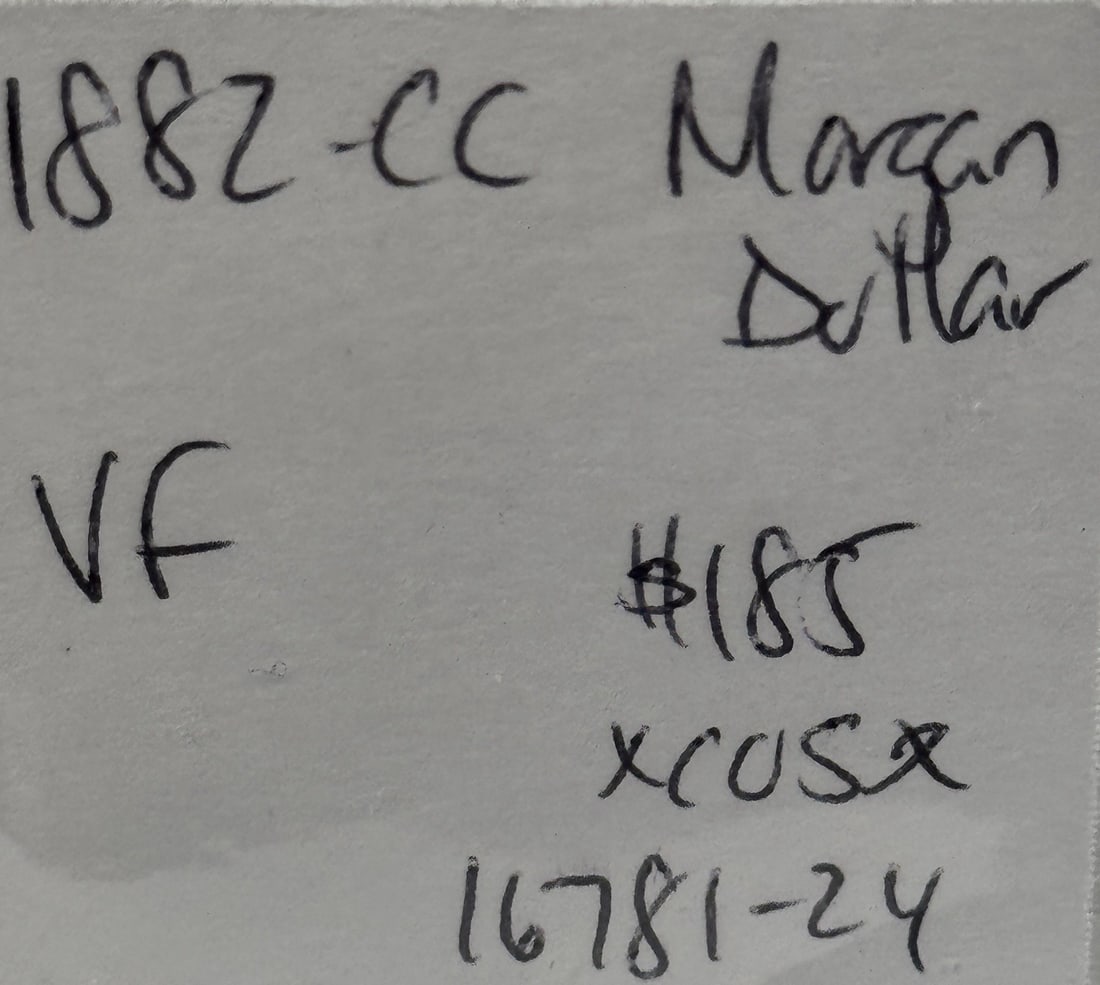 1882-CC Morgan
Dollar
VF
$185
xcosx
16781-24